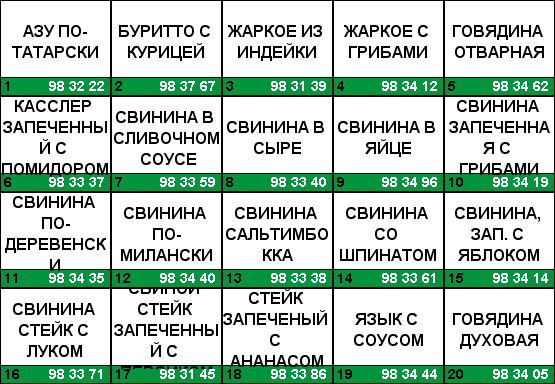 АЗУ ПО-
ТАТАРСКИ
1 98 32 22
БУРИТТО С
КУРИЦЕЙ
2 98 37 67
ЖАРКОЕ ИЗ
ИНДЕЙКИ
3 98 31 39
ЖАРКОЕ С
ГРИБАМИ
4 98 34 12
ГОВЯДИНА
ОТВАРНАЯ
5 98 34 62
КАССЛЕР
ЗАПЕЧЕННЫ
Й С
ПОМИДОРОМ
6 98 33 37
СВИНИНА В
СЛИВОЧНОМ
СОУСЕ
7 98 33 59
СВИНИНА В
СЫРЕ
8 98 33 40
СВИНИНА В
ЯЙЦЕ
9 98 34 96
СВИНИНА
ЗАПЕЧЕННА
Я С
ГРИБАМИ
10 98 34 19
СВИНИНА
ПО-
ДЕРЕВЕНСК
И
11 98 34 35
СВИНИНА
ПО-
МИЛАНСКИ
12 98 34 40
СВИНИНА
САЛЬТИМБО
ККА
13 98 33 38
СВИНИНА
СО
ШПИНАТОМ
14 98 33 61
СВИНИНА,
ЗАП. С
ЯБЛОКОМ
15 98 34 14
СВИНИНА
СТЕЙК С
ЛУКОМ
16 98 33 71
СВИНОЙ
СТЕЙК
ЗАПЕЧЕННЫ
Й С
17 98 31 45
СТЕЙК
ЗАПЕЧЕНЫЙ
С
АНАНАСОМ
18 98 33 86
ЯЗЫК С
СОУСОМ
19 98 34 44
ГОВЯДИНА
ДУХОВАЯ
20 98 34 05